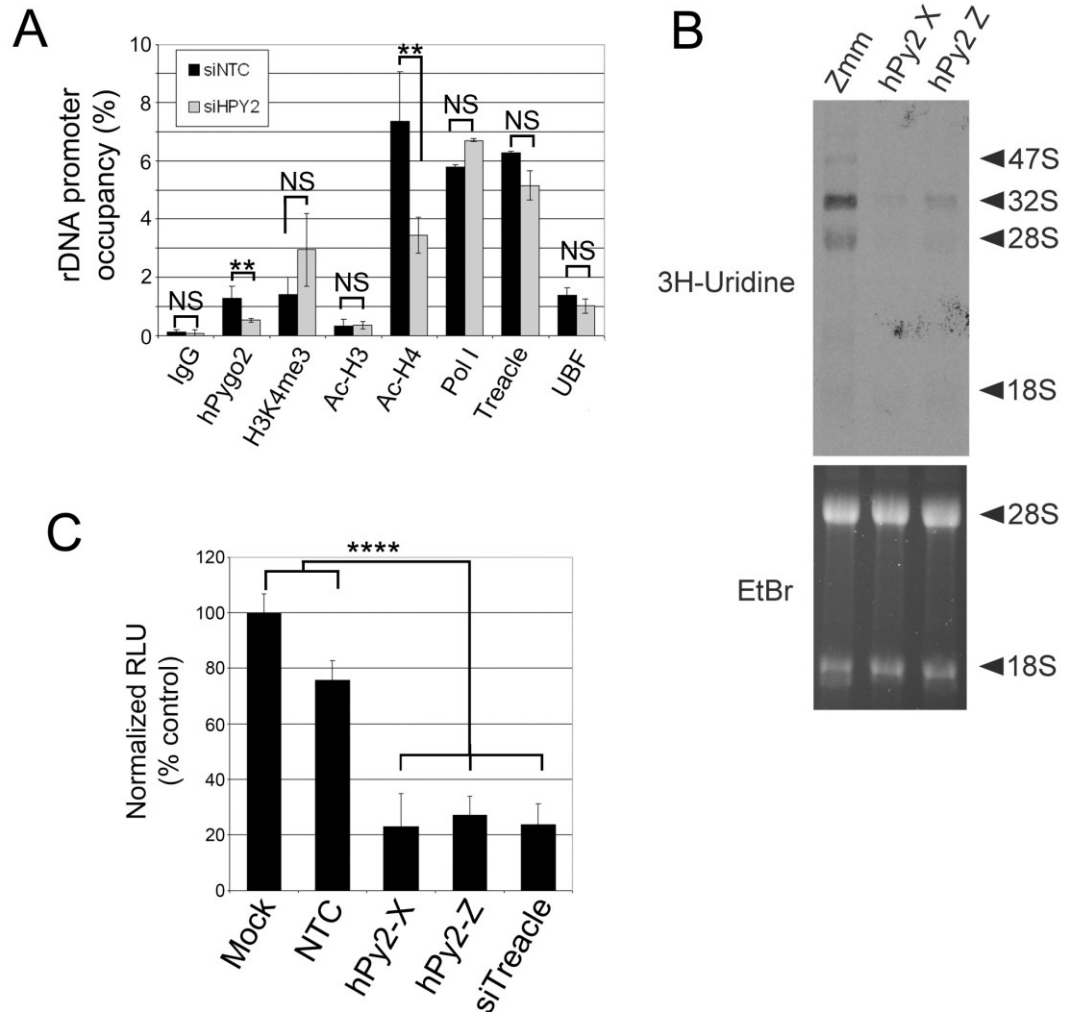 A
rDNA promoter
occupancy (%)
10
8
6
4
2
0
siNTC
siHPY2
NS
**
NS
NS
**
NS
NS
NS
IgG
hPygo2
H3K4me3
Ac-H3
Ac-H4
Pol I
Treacle
UBF
B
Zmm
hPy2 X
hPy2 Z
3H-Uridine
47S
32S
28S
18S
EtBr
28S
18S
C
Normalized RLU
(% control)
120
100
80
60
40
20
0
****
Mock
NTC
hPy2-X
hPy2-Z
siTreacle